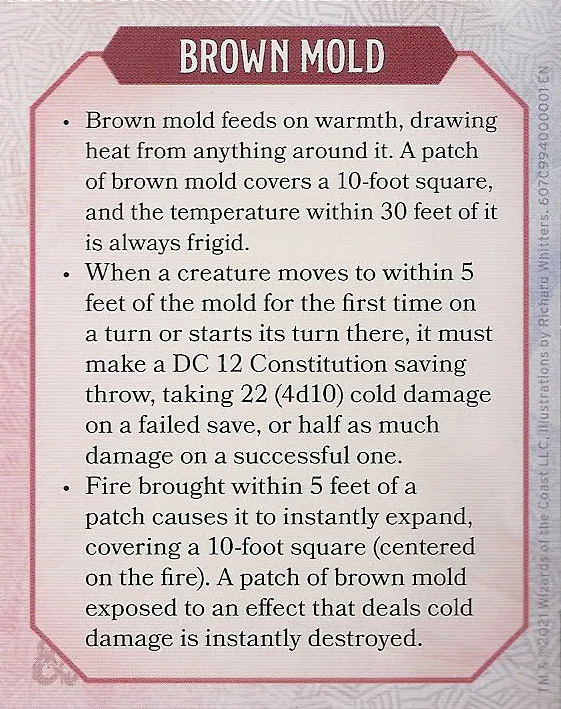 BROWN MOLD
• Brown mold feeds on warmth, drawing
heat from anything around it. A patch
of brown mold covers a 10-foot square,
and the temperature within 30 feet of it
is always frigid.
• When a creature moves to within 5
feet of the mold for the first time on
a turn or starts its turn there, it must
make a DC 12 Constitution saving
throw, taking 22 (4d10) cold damage
on a failed save, or half as much
damage on a successful one.
• Fire brought within 5 feet of a
patch causes it to instantly expand,
covering a 10-foot square (centered
on the fire). A patch of brown mold
exposed to an effect that deals cold
damage is instantly destroyed.
TM & ©2021 Wizards of the Coast LLC. Illustrations by Richard Whitters. 607C994000001 EN